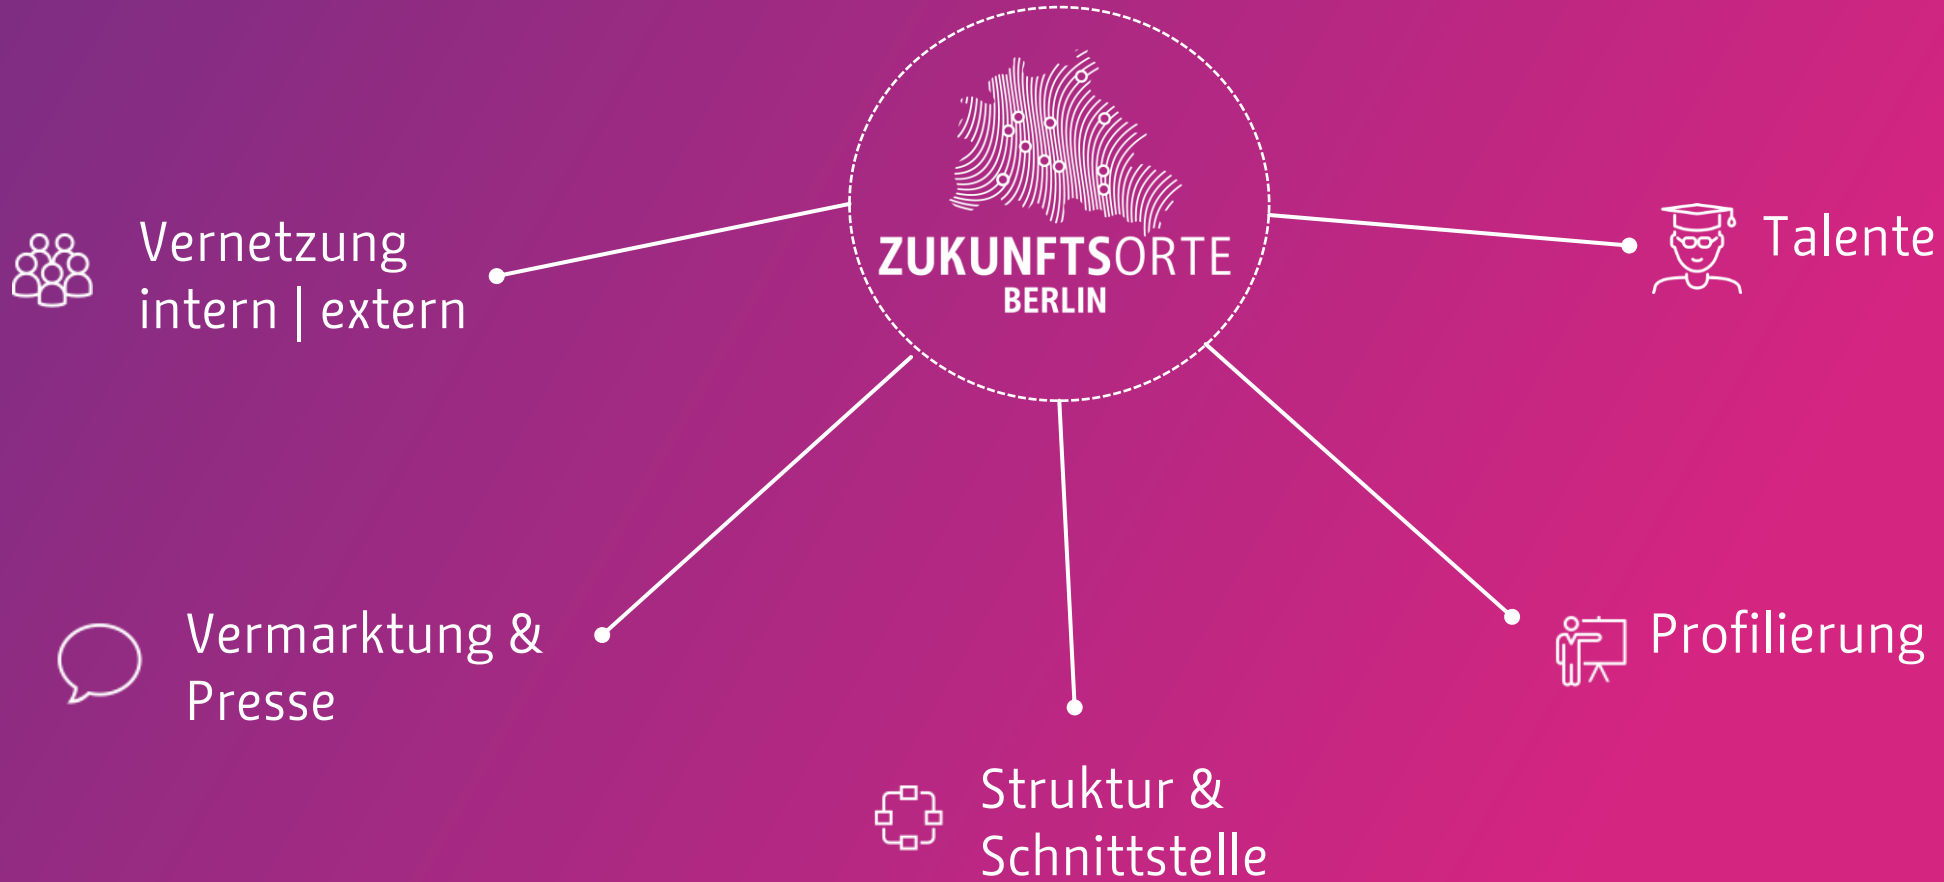 ZUKUNFTSORTE
BERLIN
Vernetzung
intern | extern
Talente
Vermarktung &
Presse
Profilierung
Struktur &
Schnittstelle